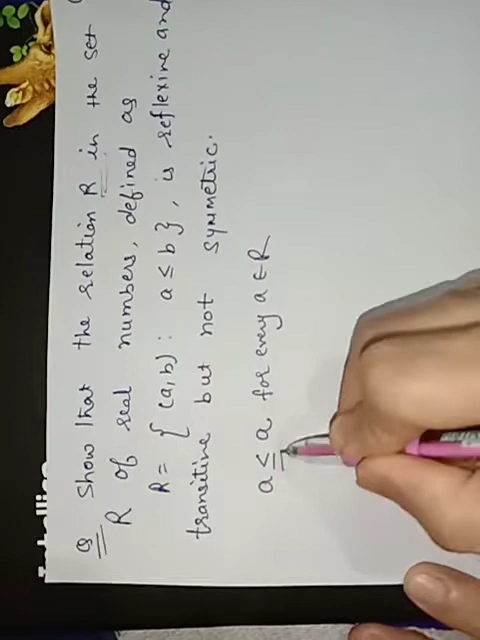 Q Show that the relation R in the set
R of real numbers, defined as
R = { (a,b) : a ≤ b } , is reflexive and
transitive but not symmetric.
a ≤ a for every a ∈ R